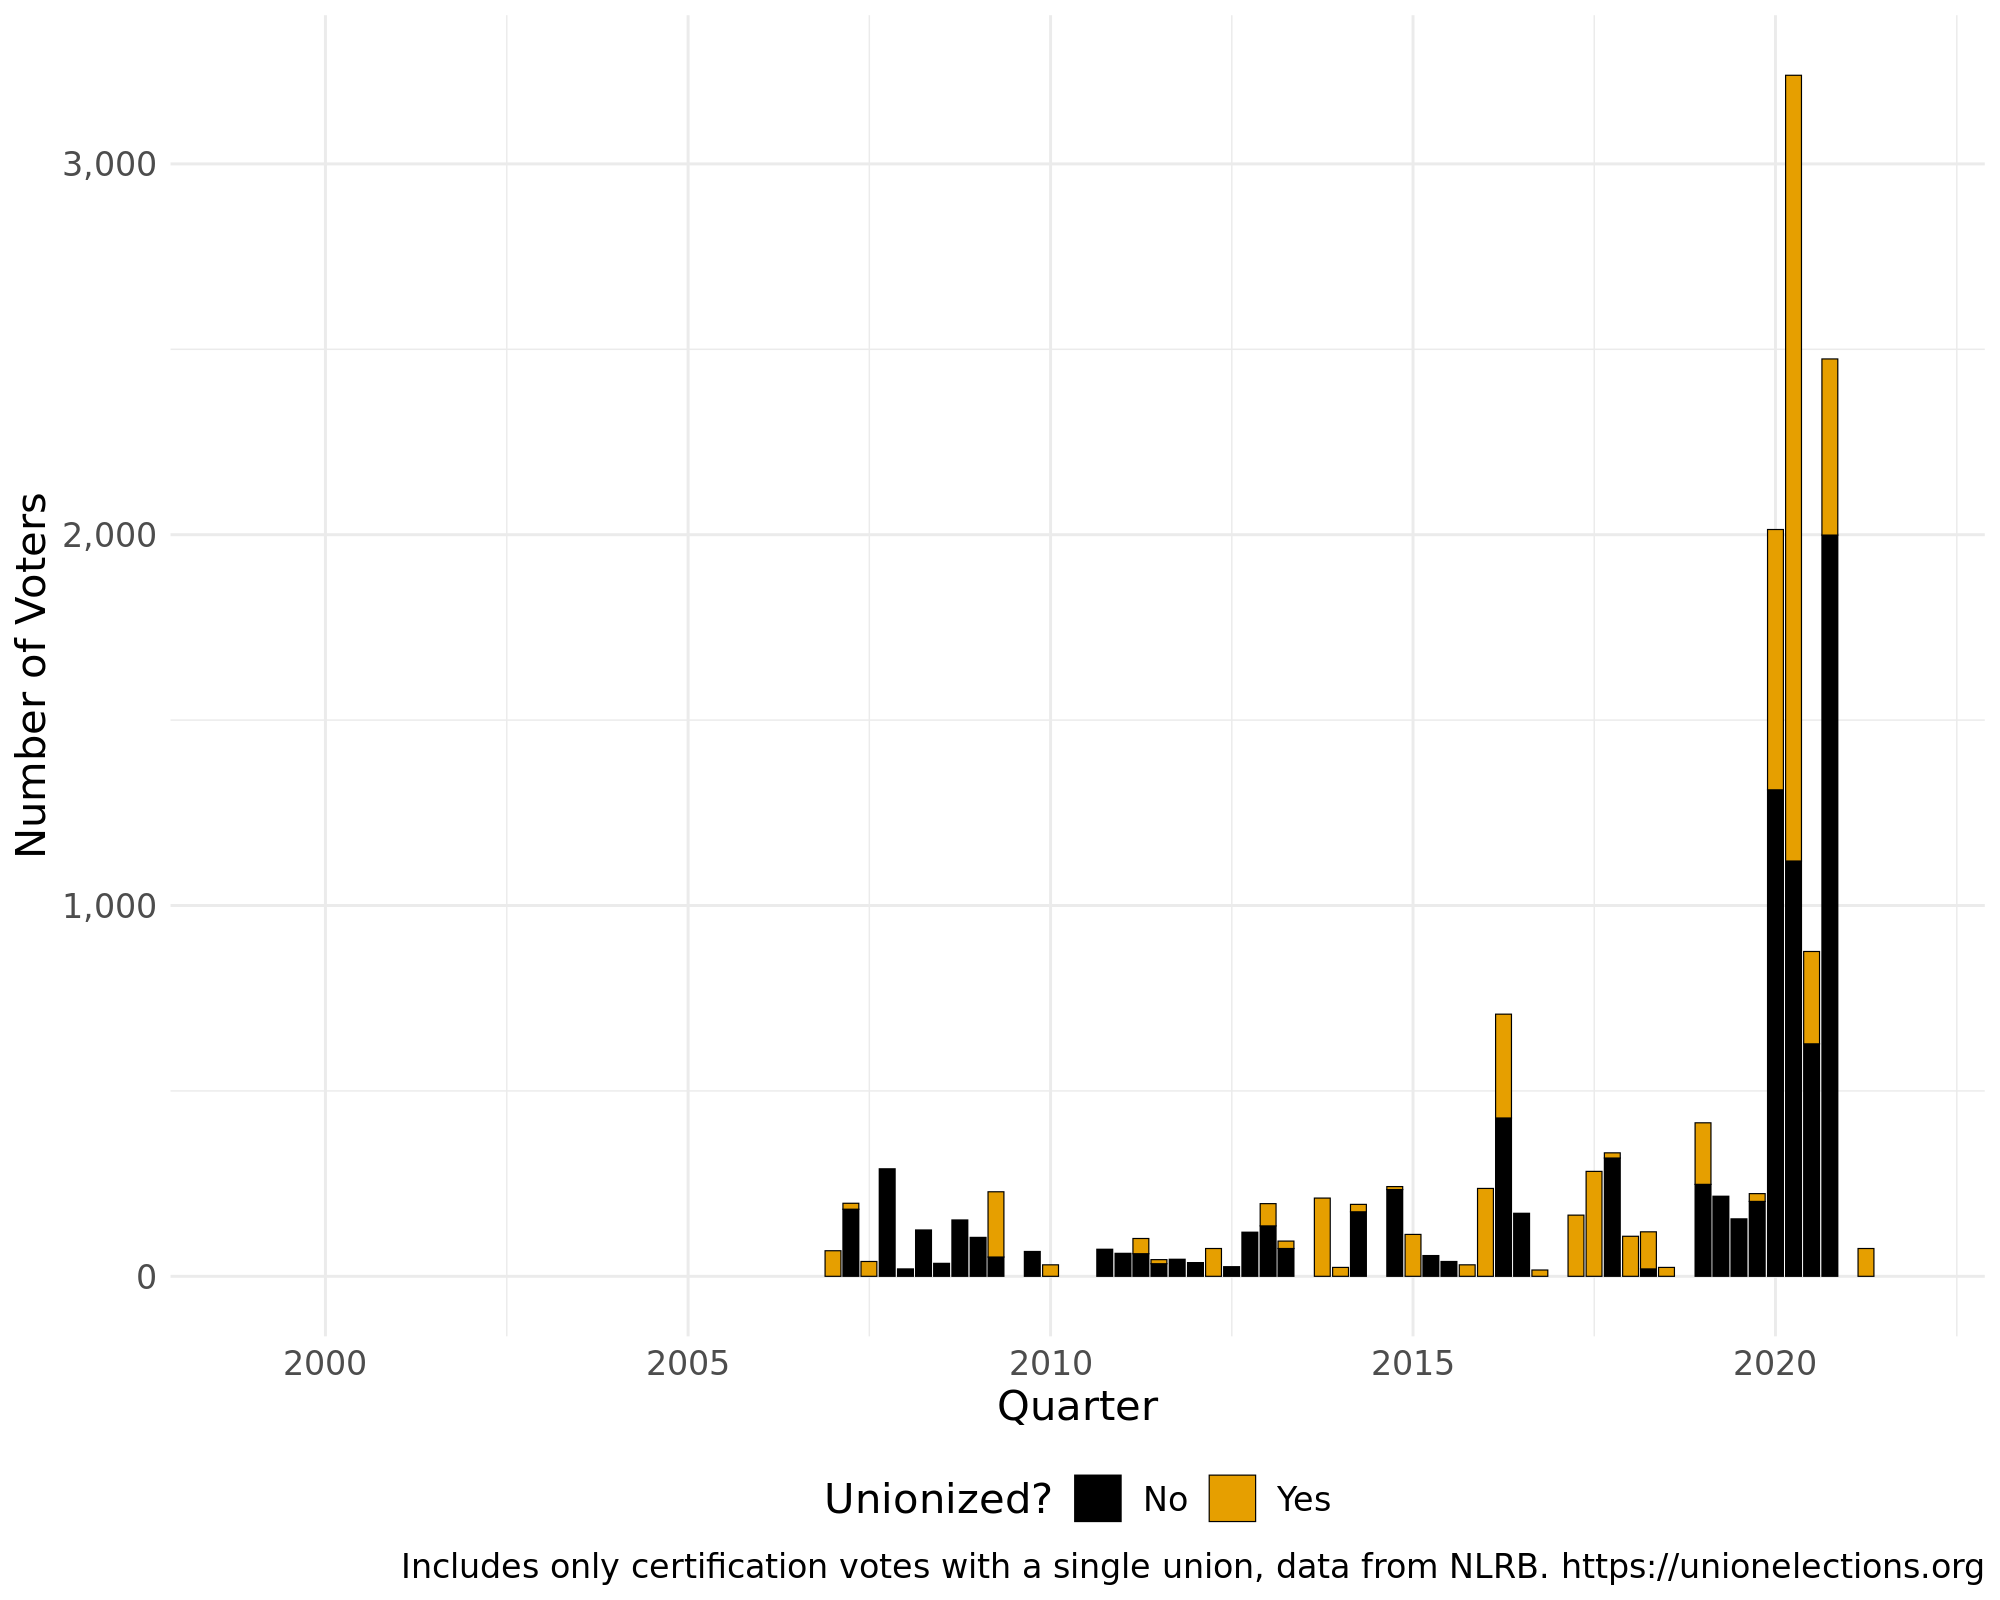 3,000
2,000
1,000
0
Number of Voters
2000 2005 2010 2015 2020
Quarter
Unionized? No Yes
Includes only certification votes with a single union, data from NLRB. https://unionelections.org